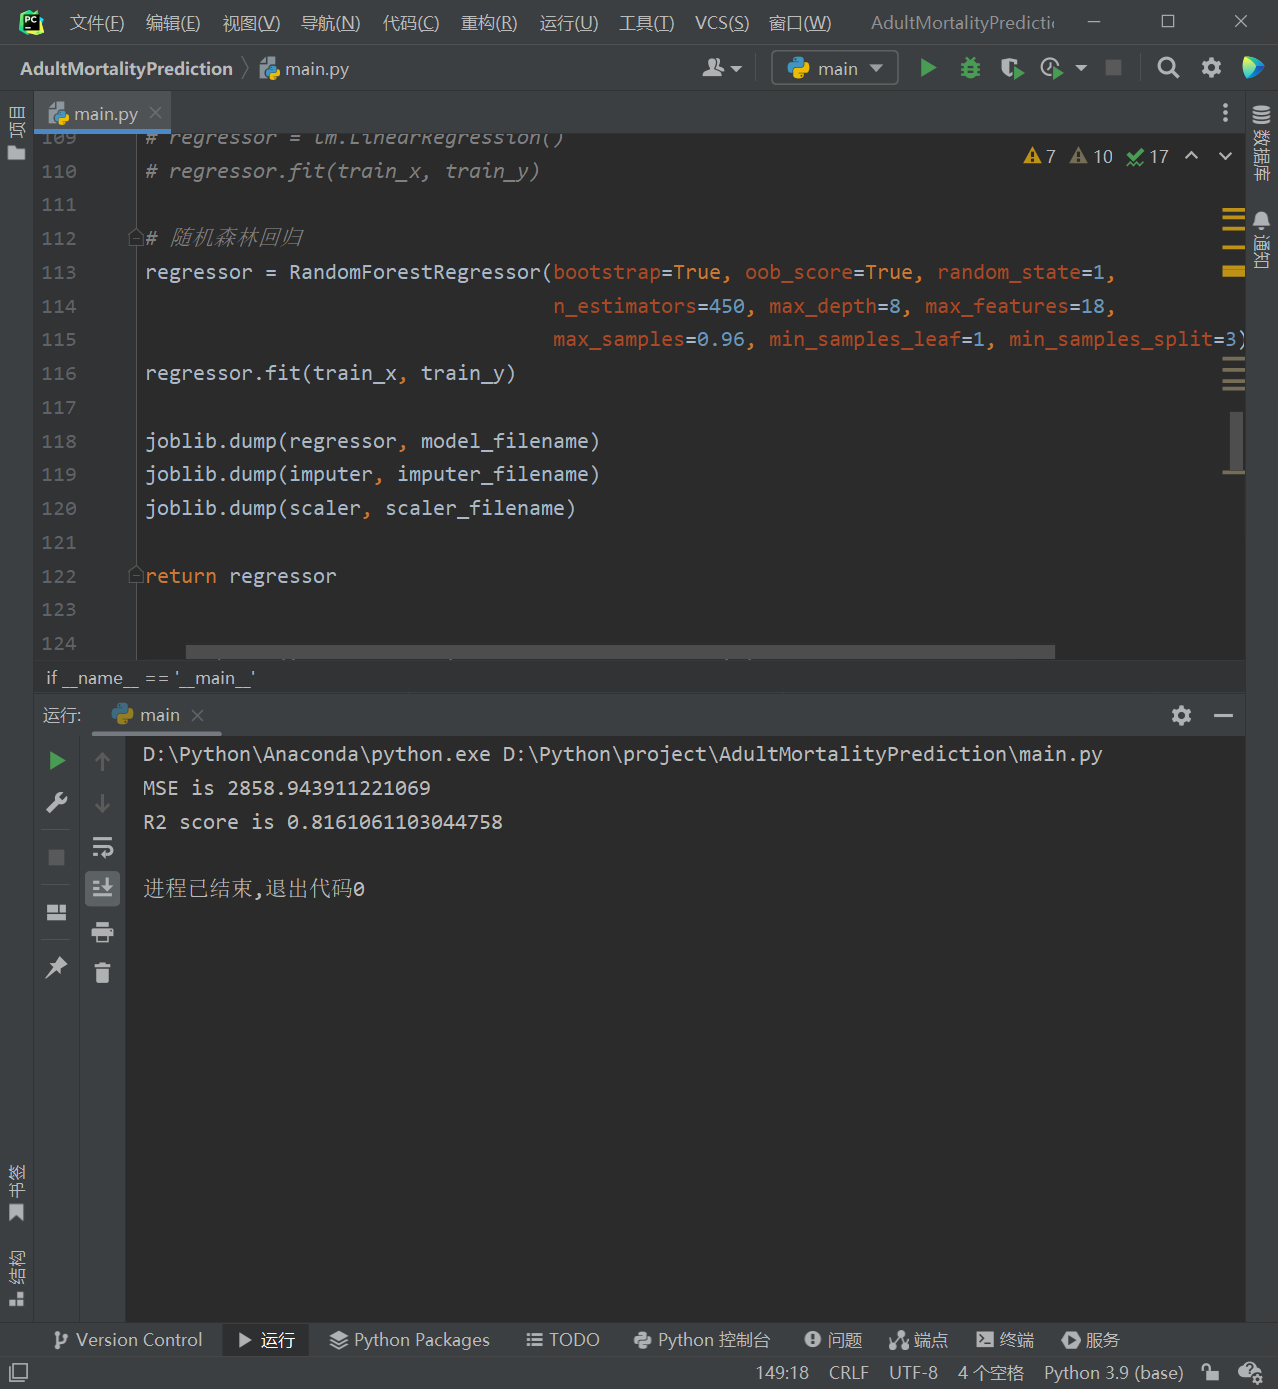 文件(F) 编辑(E) 视图(V) 导航(N) 代码(C) 重构(R) 运行(U) 工具(T) VCS(S) 窗口(W) AdultMortalityPredictic
AdultMortalityPrediction main.py main
项目
main.py
数据库
通知
7 10 17
109 # regressor = lm.LinearRegression()
110 # regressor.fit(train_x, train_y)
111
112 # 随机森林回归
113 regressor = RandomForestRegressor(bootstrap=True, oob_score=True, random_state=1,
114 n_estimators=450, max_depth=8, max_features=18,
115 max_samples=0.96, min_samples_leaf=1, min_samples_split=3)
116 regressor.fit(train_x, train_y)
117
118 joblib.dump(regressor, model_filename)
119 joblib.dump(imputer, imputer_filename)
120 joblib.dump(scaler, scaler_filename)
121
122 return regressor
123
124
if __name__ == '__main__'
运行: main
D:\Python\Anaconda\python.exe D:\Python\project\AdultMortalityPrediction\main.py
MSE is 2858.943911221069
R2 score is 0.8161061103044758
进程已结束,退出代码0
书签
结构
Version Control 运行 Python Packages TODO Python 控制台 问题 端点 终端 服务
149:18 CRLF UTF-8 4 个空格 Python 3.9 (base)